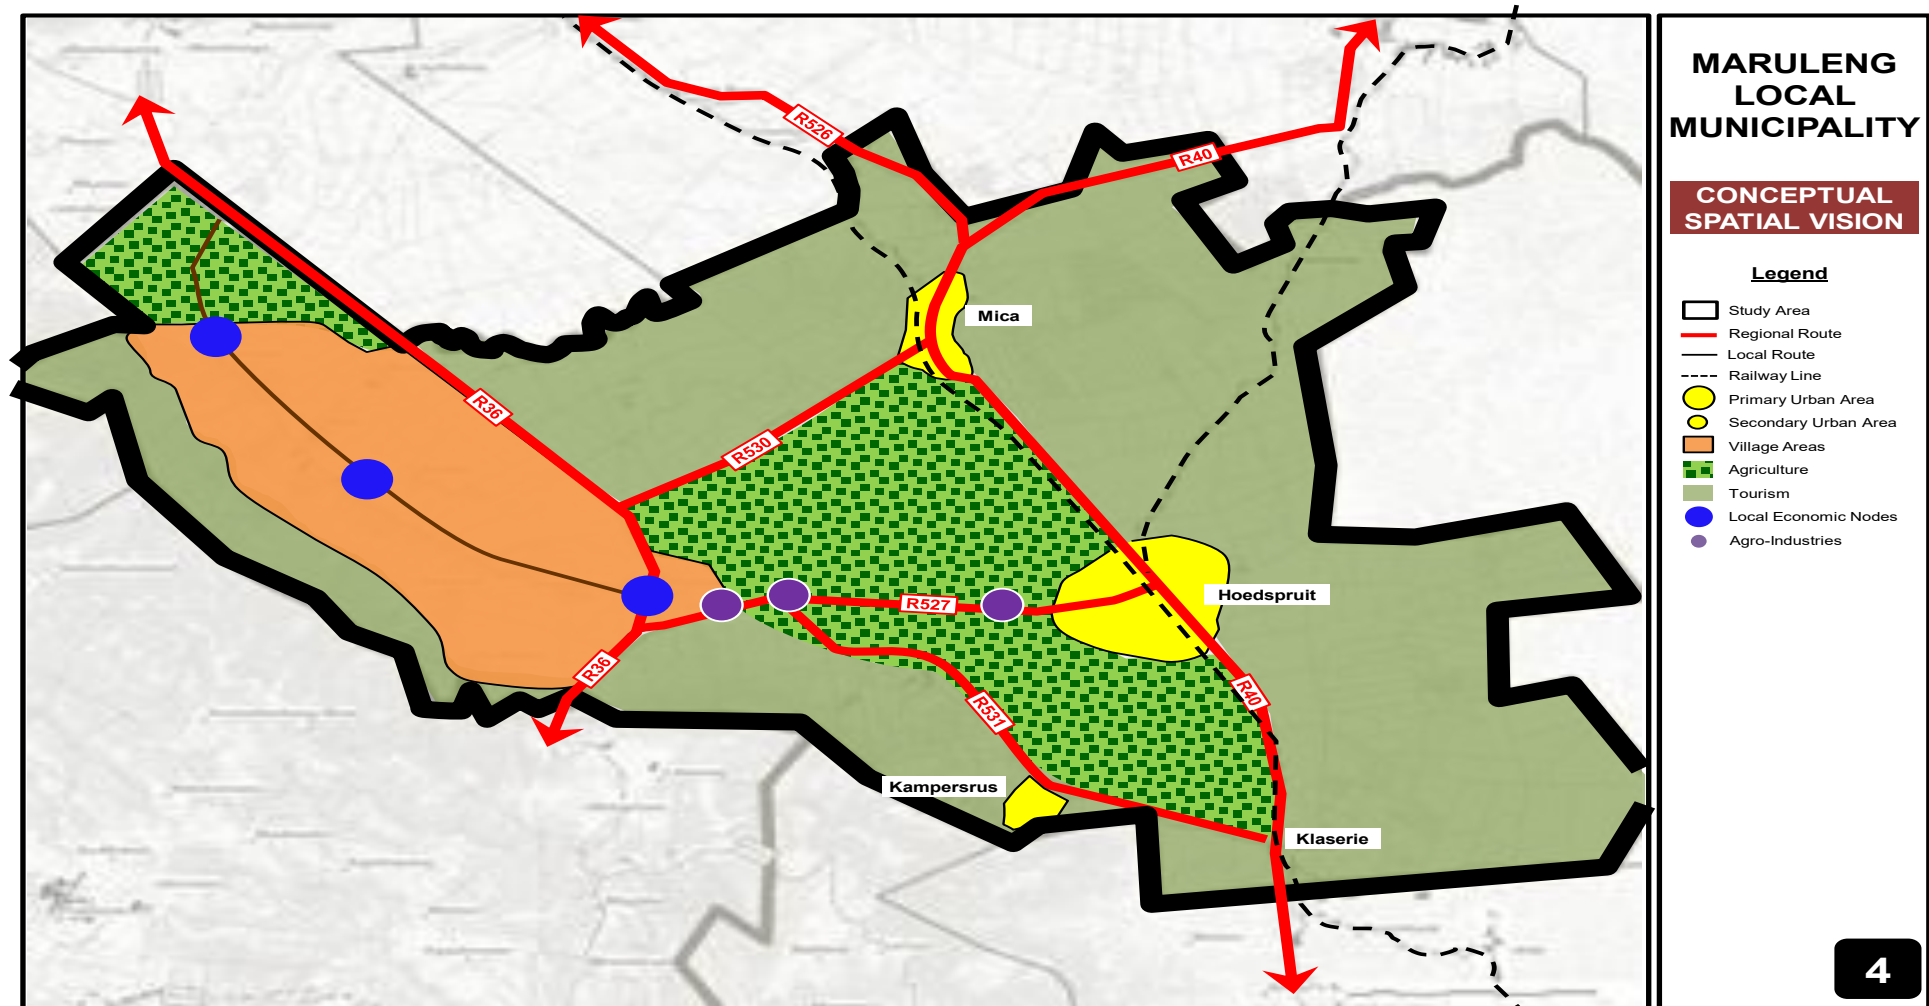 MARULENG
LOCAL
MUNICIPALITY
CONCEPTUAL
SPATIAL VISION
Legend
Study Area
Regional Route
Local Route
Railway Line
Primary Urban Area
Secondary Urban Area
Village Areas
Agriculture
Tourism
Local Economic Nodes
Agro-Industries
4
R526
R40
Mica
R36
R530
Hoedspruit
R527
R36
R40
R531
Kampersrus
Klaserie